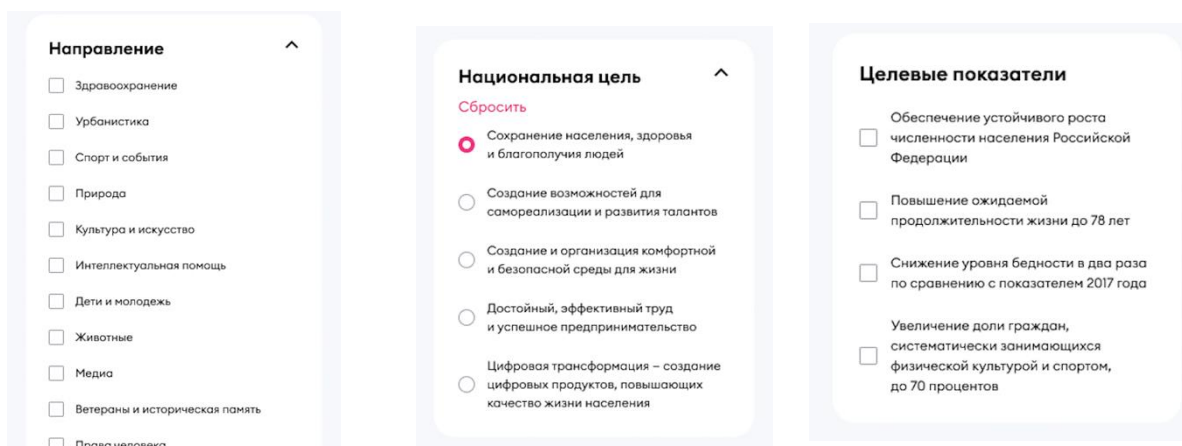 Направление
Здравоохранение
Урбанистика
Спорт и события
Природа
Культура и искусство
Интеллектуальная помощь
Дети и молодежь
Животные
Медиа
Ветераны и историческая память
Права человека
Национальная цель
Сбросить
Сохранение населения, здоровья
и благополучия людей
Создание возможностей для
самореализации и развития талантов
Создание и организация комфортной
и безопасной среды для жизни
Достойный, эффективный труд
и успешное предпринимательство
Цифровая трансформация – создание
цифровых продуктов, повышающих
качество жизни населения
Целевые показатели
Обеспечение устойчивого роста
численности населения Российской
Федерации
Повышение ожидаемой
продолжительности жизни до 78 лет
Снижение уровня бедности в два раза
по сравнению с показателем 2017 года
Увеличение доли граждан,
систематически занимающихся
физической культурой и спортом,
до 70 процентов